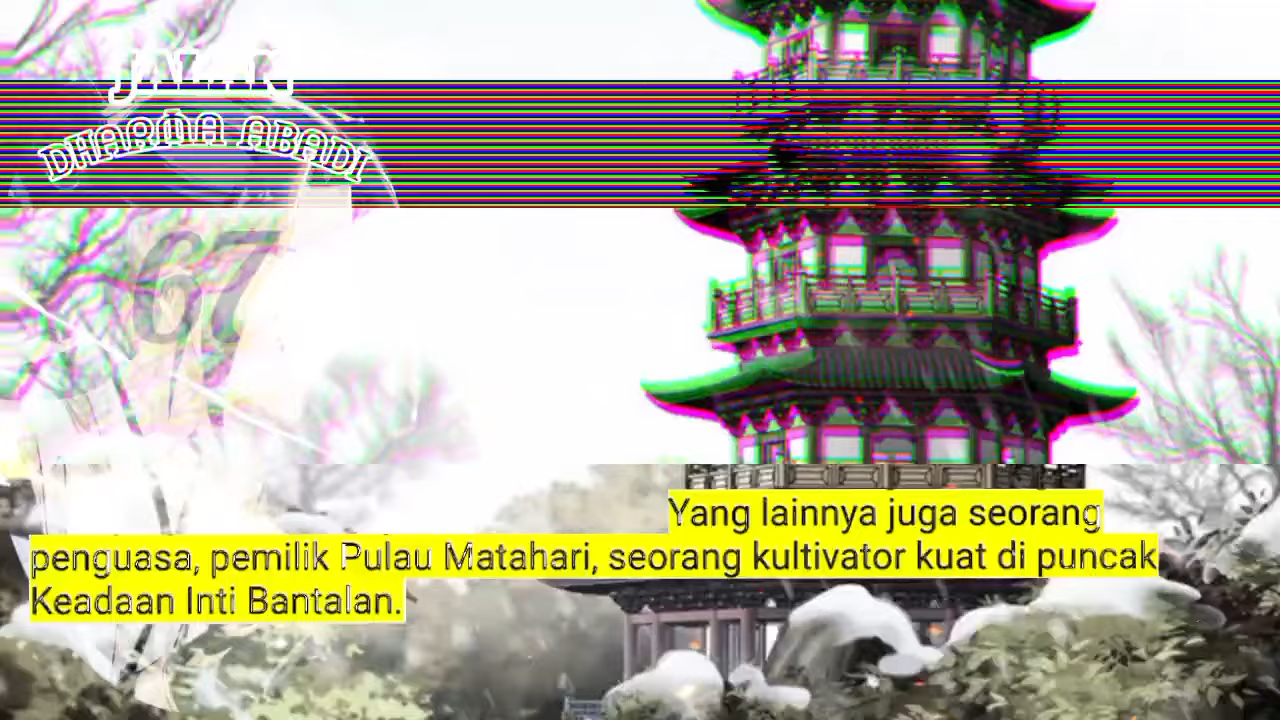 DHARMA ABADI
67
Yang lainnya juga seorang
penguasa, pemilik Pulau Matahari, seorang kultivator kuat di puncak
Keadaan Inti Bantalan.